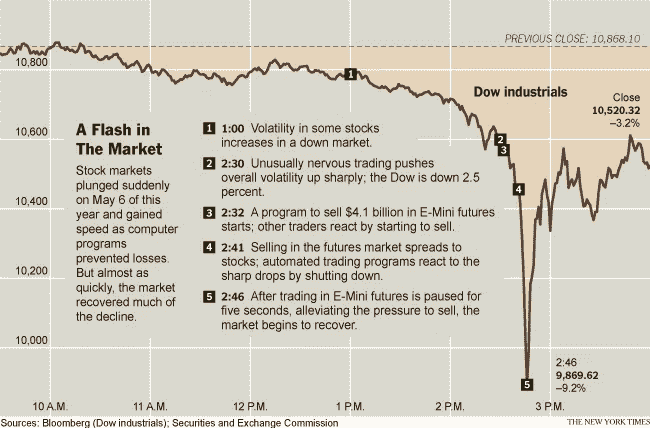 PREVIOUS CLOSE: 10,868.10
10,800
Dow industrials
Close
10,520.32
–3.2%
10,600
A Flash in
The Market
Stock markets
plunged suddenly
on May 6 of this
year and gained
speed as computer
programs
prevented losses.
But almost as
quickly, the market
recovered much of
the decline.
1 1:00 Volatility in some stocks
increases in a down market.
2 2:30 Unusually nervous trading pushes
overall volatility up sharply; the Dow is down 2.5
percent.
3 2:32 A program to sell $4.1 billion in E-Mini futures
starts; other traders react by starting to sell.
4 2:41 Selling in the futures market spreads to
stocks; automated trading programs react to the
sharp drops by shutting down.
5 2:46 After trading in E-Mini futures is paused for
five seconds, alleviating the pressure to sell, the
market begins to recover.
1
2
3
4
5
10,400
10,200
10,000
2:46
9,869.62
–9.2%
10 A.M. 11 A.M. 12 P.M. 1 P.M. 2 P.M. 3 P.M.
Sources: Bloomberg (Dow industrials); Securities and Exchange Commission
THE NEW YORK TIMES